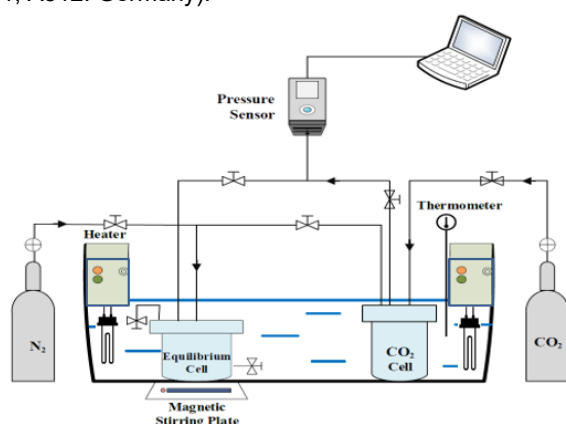 Pressure
Sensor
Thermometer
Heater
N2
Equilibrium
Cell
CO2
Cell
CO2
Magnetic
Stirring Plate